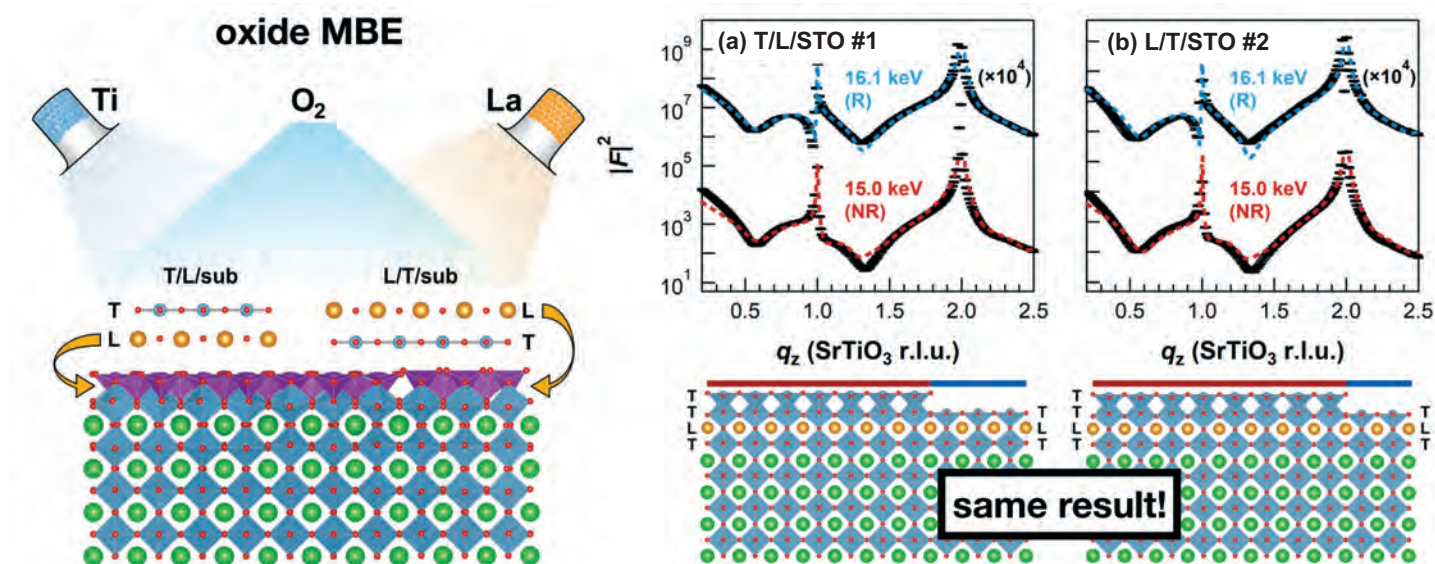 oxide MBE
Ti
O2
La
T/L/sub
L/T/sub
T
L
L
T
(a) T/L/STO #1
16.1 keV
(R)
(×10^4)
15.0 keV
(NR)
|F|^2
10^9
10^7
10^5
10^3
10^1
0.5
1.0
1.5
2.0
2.5
qz (SrTiO3 r.l.u.)
(b) L/T/STO #2
16.1 keV
(R)
(×10^4)
15.0 keV
(NR)
0.5
1.0
1.5
2.0
2.5
qz (SrTiO3 r.l.u.)
T
T
L
T
T
L
T
T
T
L
T
T
L
T
same result!